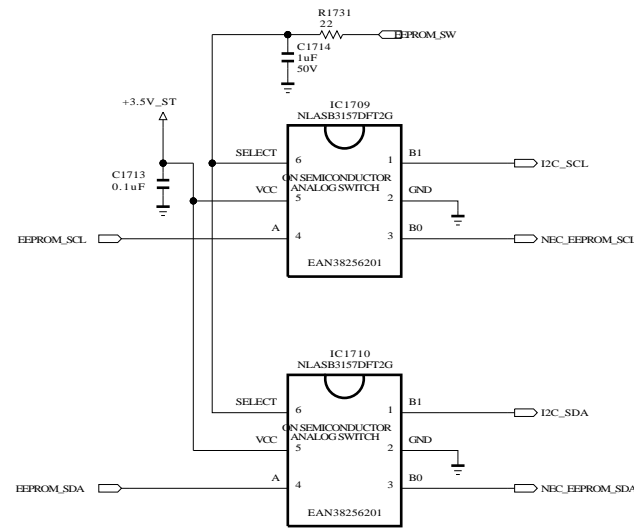 R1731
22
EEPROM_SW
C1714
1uF
50V
+3.5V_ST
IC1709
NLASB3157DFT2G
C1713
0.1uF
SELECT 6 1 B1 I2C_SCL
ON SEMICONDUCTOR
ANALOG SWITCH
VCC 5 2 GND
EEPROM_SCL A 4 3 B0 NEC_EEPROM_SCL
EAN38256201
IC1710
NLASB3157DFT2G
SELECT 6 1 B1 I2C_SDA
ON SEMICONDUCTOR
ANALOG SWITCH
VCC 5 2 GND
EEPROM_SDA A 4 3 B0 NEC_EEPROM_SDA
EAN38256201